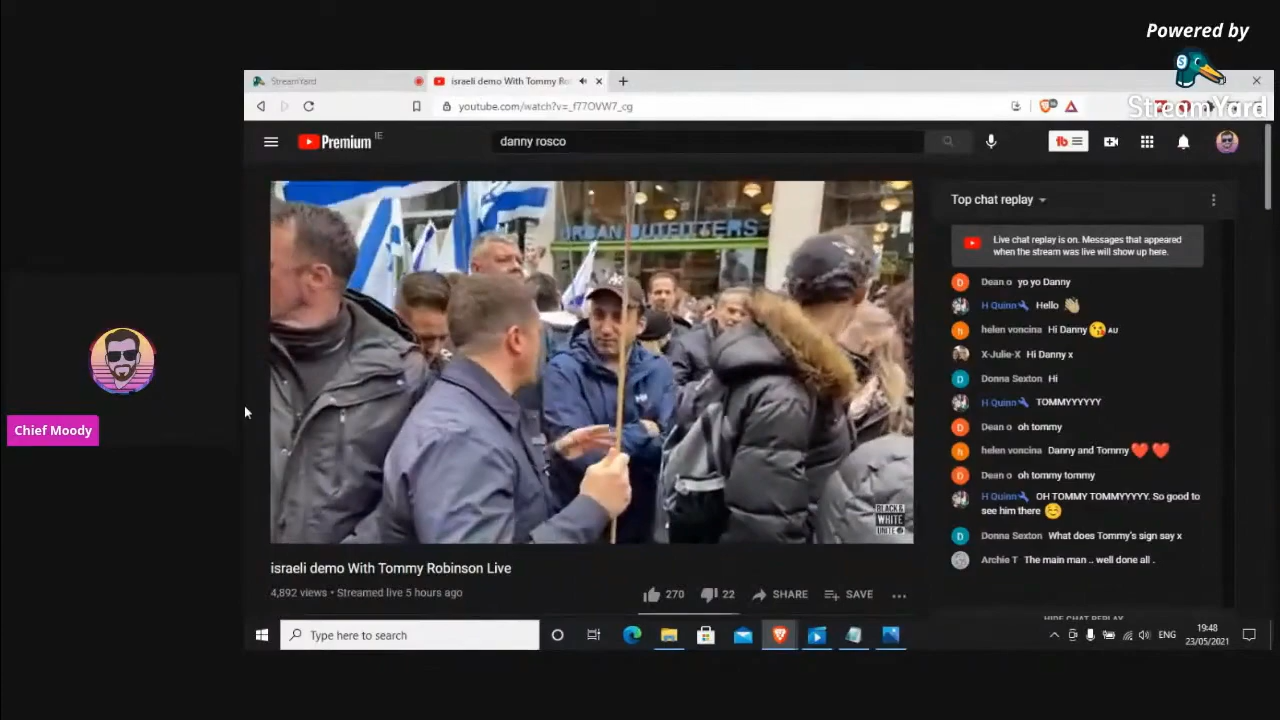 Powered by
StreamYard
StreamYard
israeli demo With Tommy Ro
youtube.com/watch?v=_f77OVW7_cg
Premium IE
danny rosco
URBAN OUTFITTERS
BLACK&
WHITE
UNITE
Chief Moody
Top chat replay
Live chat replay is on. Messages that appeared
when the stream was live will show up here.
Dean o yo yo Danny
H Quinn Hello
helen voncina Hi Danny AU
X-Julie-X Hi Danny x
Donna Sexton Hi
H Quinn TOMMYYYYYY
Dean o oh tommy
helen voncina Danny and Tommy
Dean o oh tommy tommy
H Quinn OH TOMMY TOMMYYYYY. So good to
see him there
Donna Sexton What does Tommy's sign say x
Archie T The main man .. well done all .
HIDE CHAT REPLAY
israeli demo With Tommy Robinson Live
4,892 views • Streamed live 5 hours ago
270 22 SHARE SAVE
Type here to search
ENG
19:48
23/05/2021